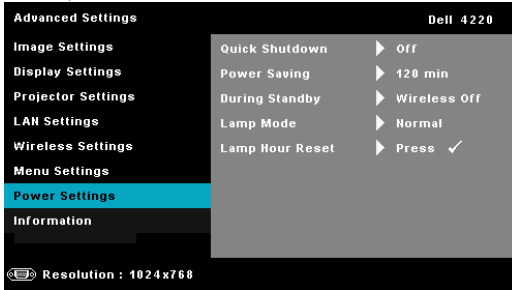 Advanced Settings Dell 4220
Image Settings Quick Shutdown Off
Display Settings Power Saving 120 min
Projector Settings During Standby Wireless Off
LAN Settings Lamp Mode Normal
Wireless Settings Lamp Hour Reset Press ✓
Menu Settings
Power Settings
Information
Resolution : 1024x768